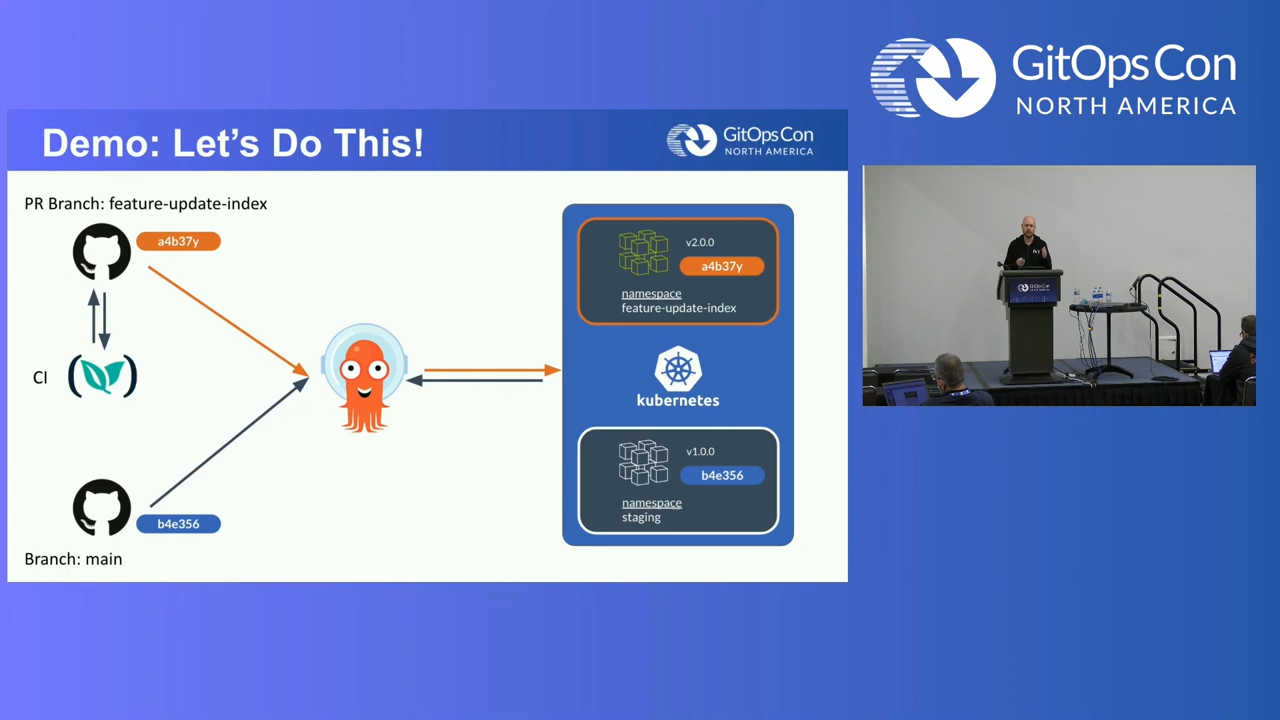 GitOpsCon
NORTH AMERICA
Demo: Let's Do This!
GitOpsCon
NORTH AMERICA
PR Branch: feature-update-index
a4b37y
CI
b4e356
Branch: main
v2.0.0
a4b37y
namespace
feature-update-index
kubernetes
v1.0.0
b4e356
namespace
staging
GitOpsCon